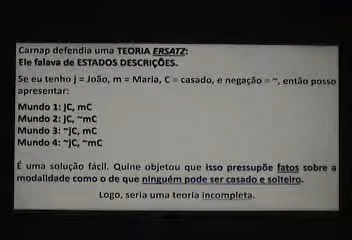 Carnap defendia uma TEORIA ERSATZ:
Ele falava de ESTADOS DESCRIÇÕES.
Se eu tenho j = João, m = Maria, C = casado, e negação = ~, então posso
apresentar:
Mundo 1: jC, mC
Mundo 2: jC, ~mC
Mundo 3: ~jC, mC
Mundo 4: ~jC, ~mC
É uma solução fácil. Quine objetou que isso pressupõe fatos sobre a
modalidade como o de que ninguém pode ser casado e solteiro.
Logo, seria uma teoria incompleta.